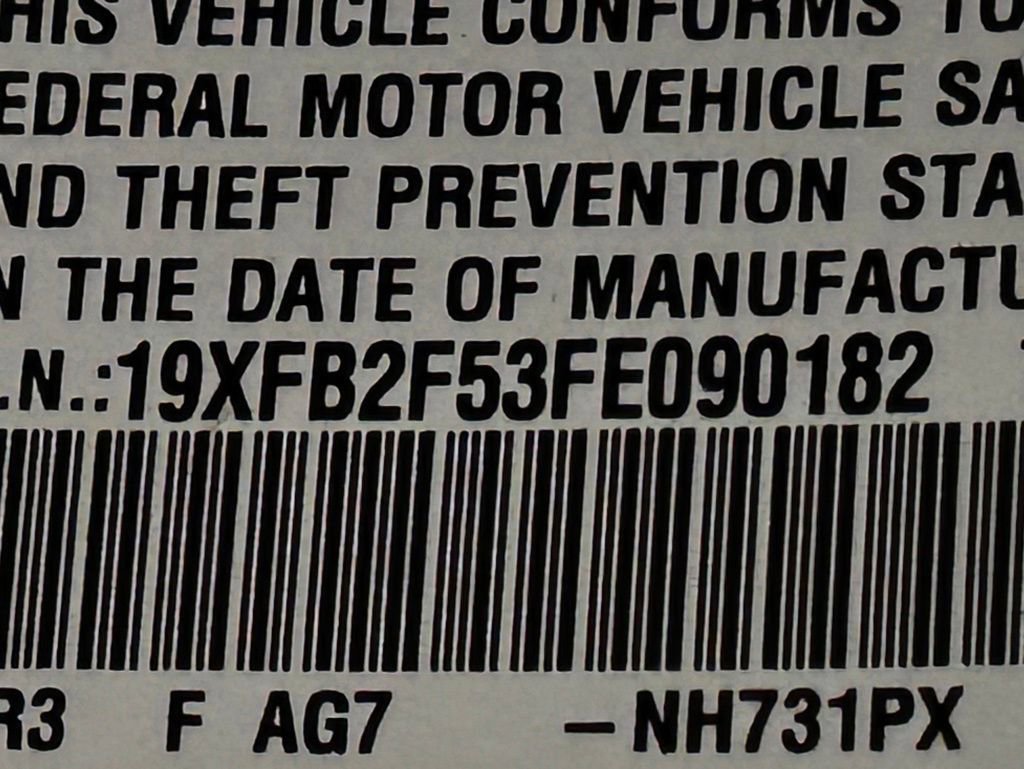 HIS VEHICLE CONFORMS TO
EDERAL MOTOR VEHICLE SA
ND THEFT PREVENTION STA
N THE DATE OF MANUFACTU
.N.:19XFB2F53FE090182
R3 F AG7 –NH731PX